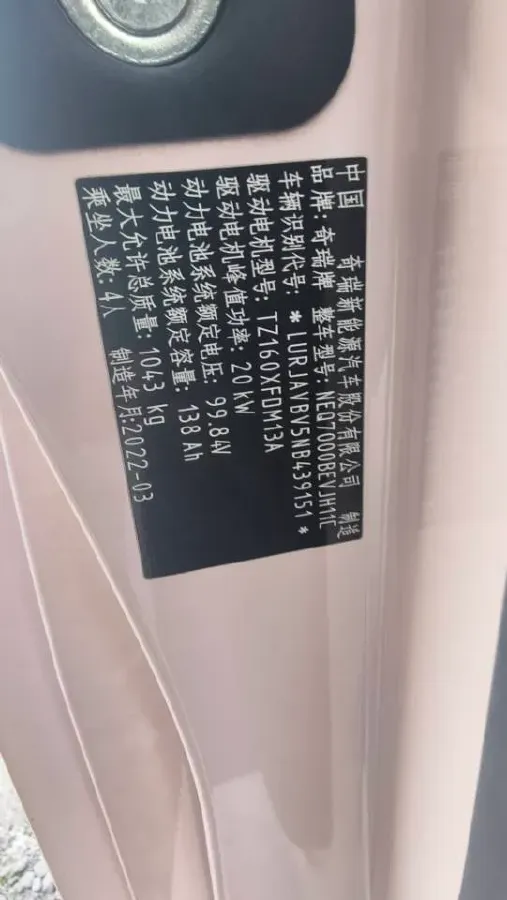 中国 奇瑞新能源汽车股份有限公司 制造
品牌: 奇瑞牌 整车型号: NEQ7000BEVJH11C
车辆识别代号: *LURJAVBV5NB439151*
驱动电机型号: TZ160XFDM13A
驱动电机峰值功率: 20kW
动力电池系统额定电压: 99.84V
动力电池系统额定容量: 138Ah
最大允许总质量: 1043 kg
乘坐人数: 4人 制造年月:2022-03